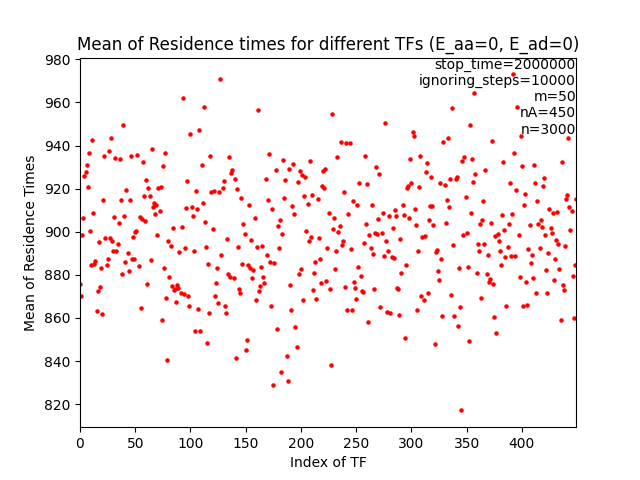 Mean of Residence times for different TFs (E_aa=0, E_ad=0)
stop_time=2000000
ignoring_steps=10000
m=50
nA=450
n=3000
980
960
940
920
900
880
860
840
820
Mean of Residence Times
0 50 100 150 200 250 300 350 400
Index of TF